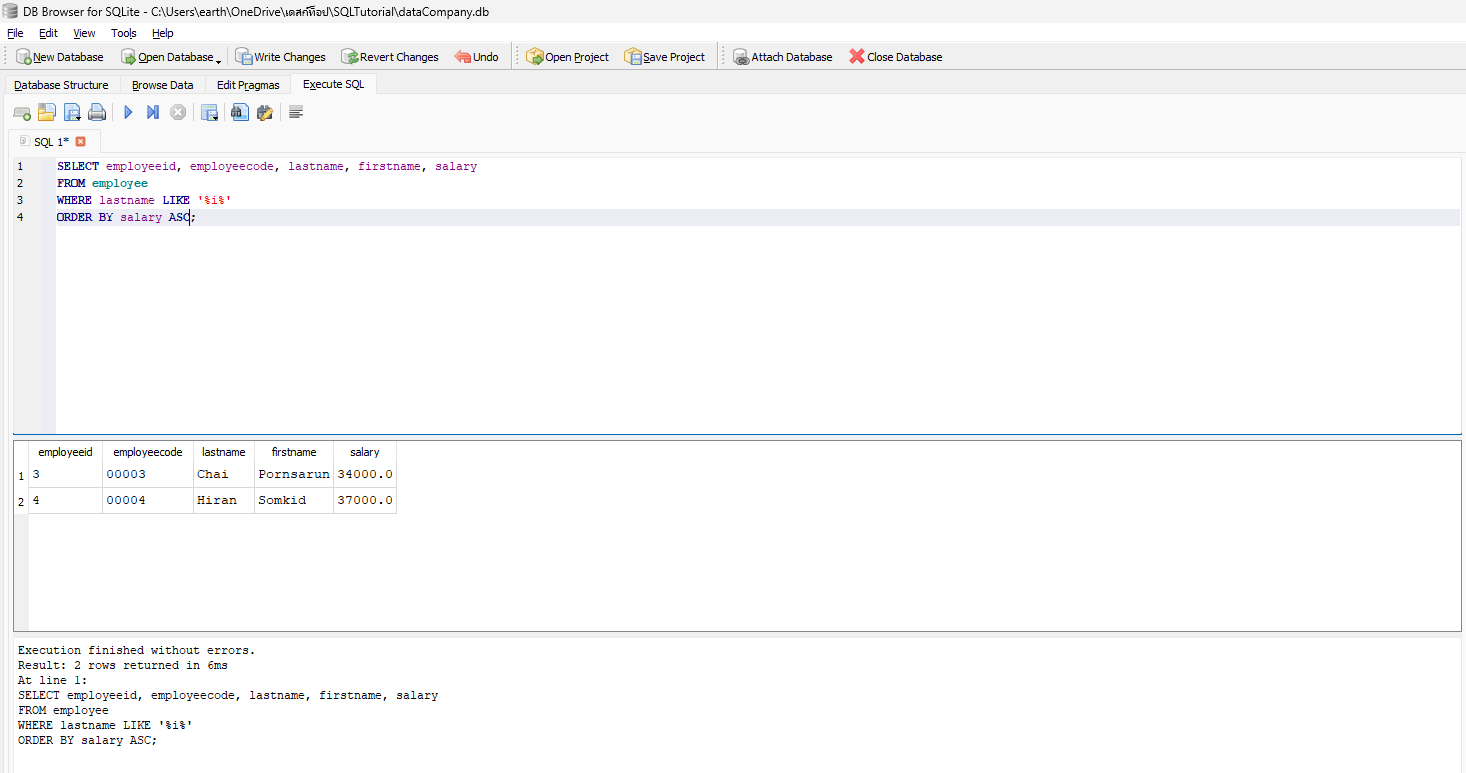 DB Browser for SQLite - C:\Users\earth\OneDrive\เดสก์ท็อป\SQLTutorial\dataCompany.db
File Edit View Tools Help
New Database Open Database Write Changes Revert Changes Undo Open Project Save Project Attach Database Close Database
Database Structure Browse Data Edit Pragmas Execute SQL
SQL 1*
1 SELECT employeeid, employeecode, lastname, firstname, salary
2 FROM employee
3 WHERE lastname LIKE '%i%'
4 ORDER BY salary ASC;
employeeid employeecode lastname firstname salary
1 3 00003 Chai Pornsarun 34000.0
2 4 00004 Hiran Somkid 37000.0
Execution finished without errors.
Result: 2 rows returned in 6ms
At line 1:
SELECT employeeid, employeecode, lastname, firstname, salary
FROM employee
WHERE lastname LIKE '%i%'
ORDER BY salary ASC;